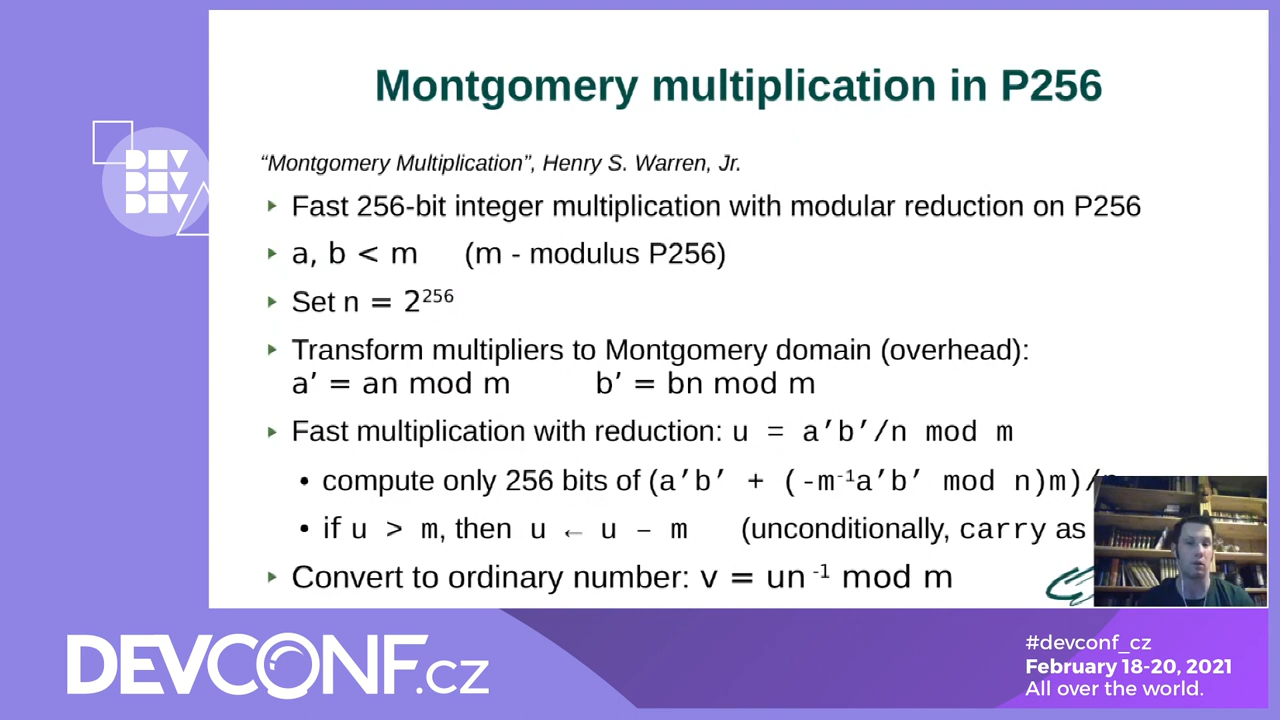 Montgomery multiplication in P256
“Montgomery Multiplication”, Henry S. Warren, Jr.
DEV
DEV
DEV
Fast 256-bit integer multiplication with modular reduction on P256
a, b < m (m - modulus P256)
Set n = 2²⁵⁶
Transform multipliers to Montgomery domain (overhead):
a’ = an mod m b’ = bn mod m
Fast multiplication with reduction: u = a’b’/n mod m
• compute only 256 bits of (a’b’ + (-m⁻¹a’b’ mod n)m)/
• if u > m, then u ← u – m (unconditionally, carry as
Convert to ordinary number: v = un⁻¹ mod m
DEVCONF.cz
#devconf_cz
February 18-20, 2021
All over the world.